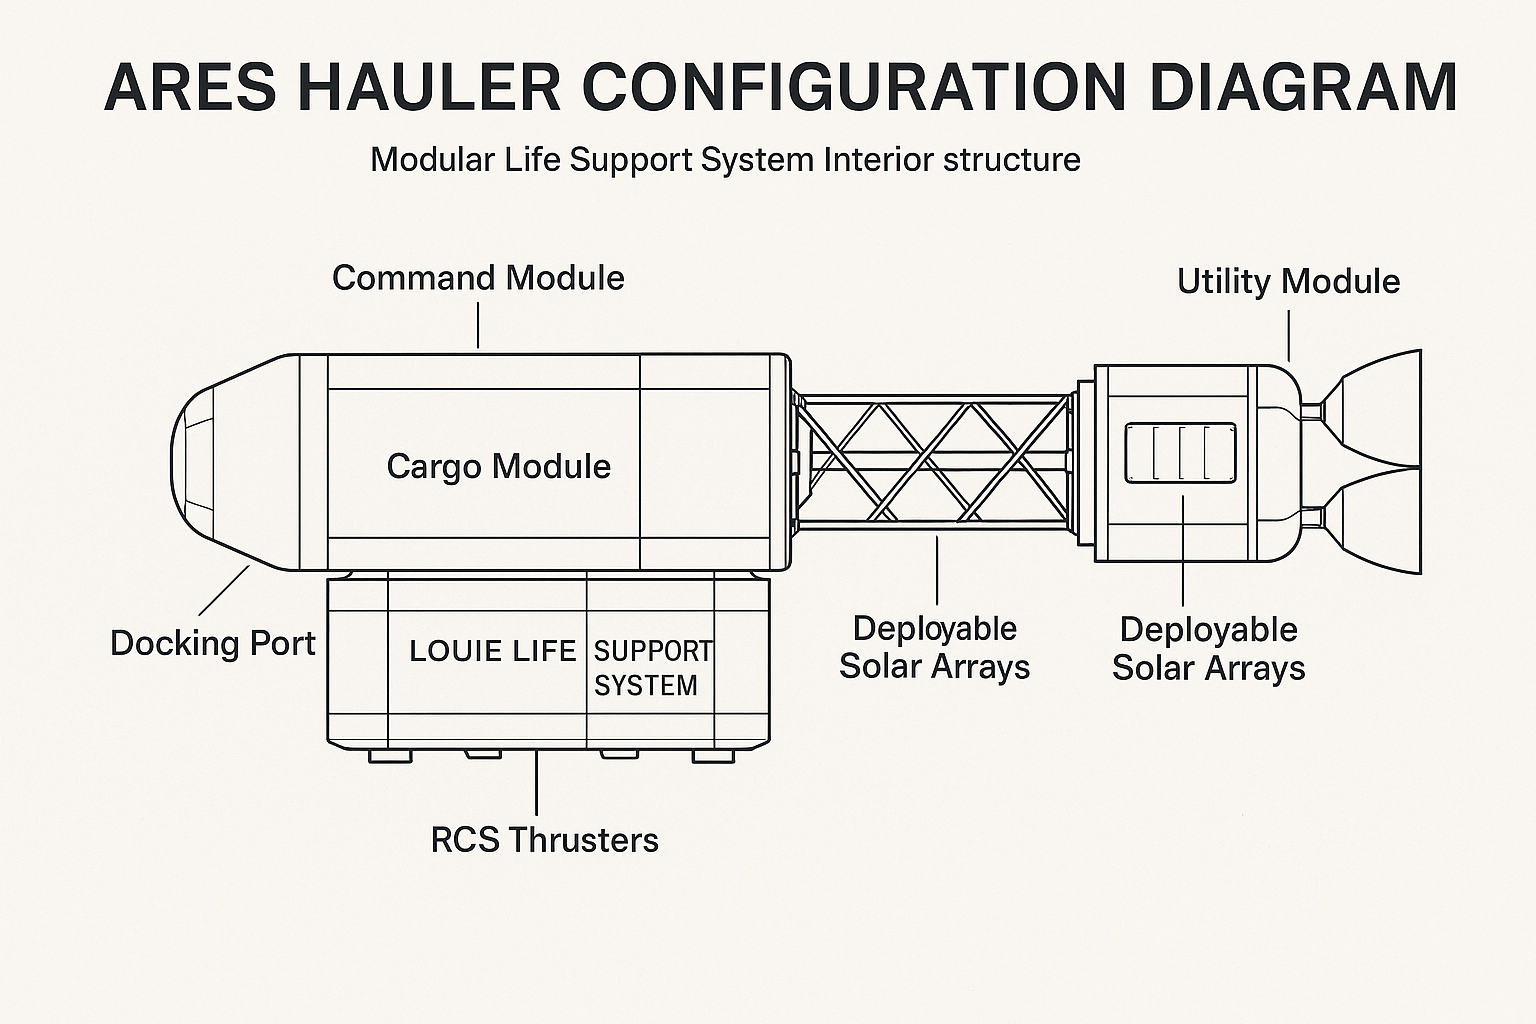 ARES HAULER CONFIGURATION DIAGRAM
Modular Life Support System Interior structure
Command Module
Utility Module
Cargo Module
Docking Port
LOUIE LIFE SUPPORT
SYSTEM
Deployable
Solar Arrays
Deployable
Solar Arrays
RCS Thrusters